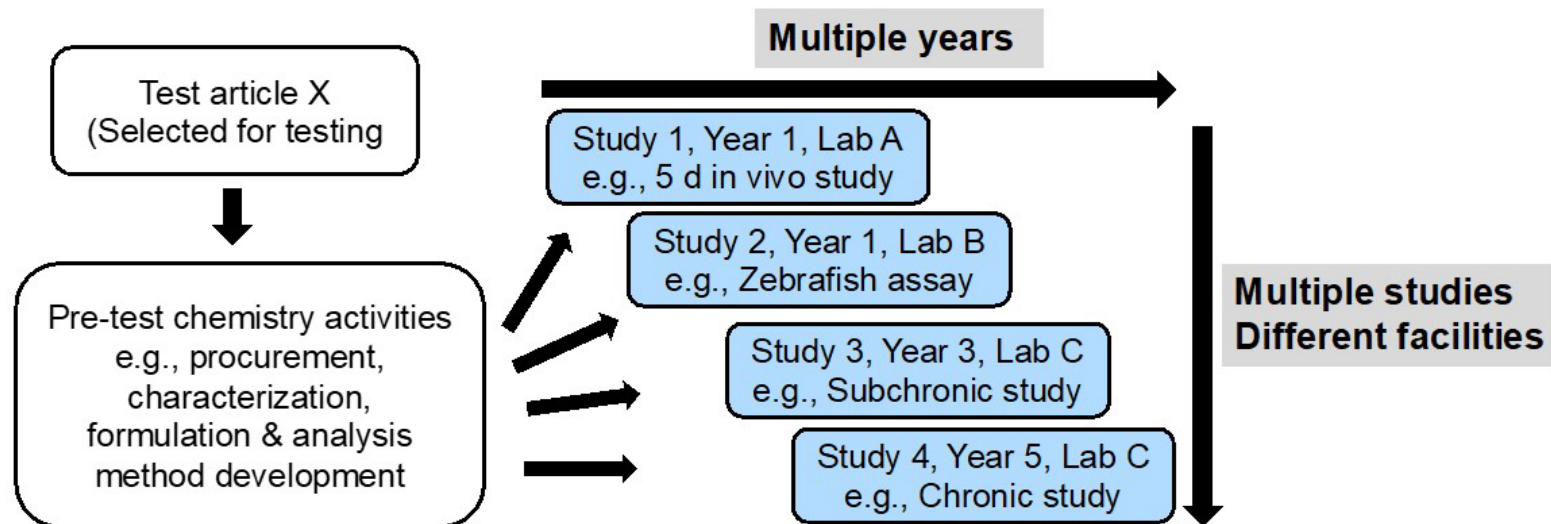 Multiple years
Test article X
(Selected for testing
Study 1, Year 1, Lab A
e.g., 5 d in vivo study
Study 2, Year 1, Lab B
e.g., Zebrafish assay
Pre-test chemistry activities
e.g., procurement,
characterization,
formulation & analysis
method development
Study 3, Year 3, Lab C
e.g., Subchronic study
Study 4, Year 5, Lab C
e.g., Chronic study
Multiple studies
Different facilities